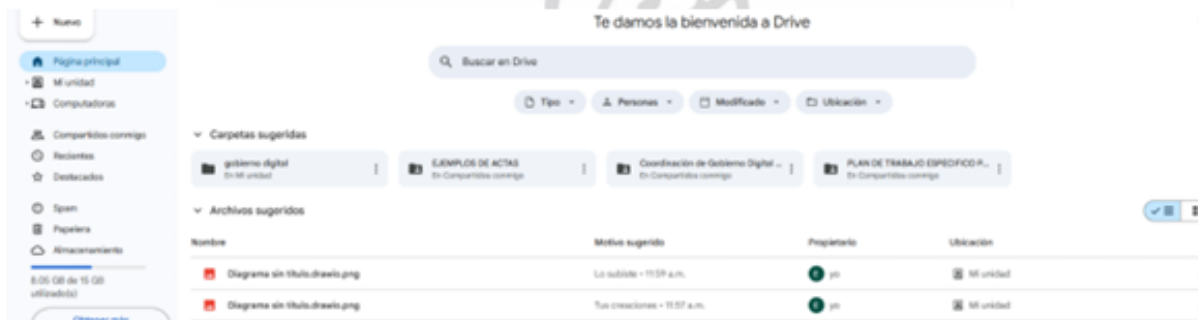 Nuevo
Te damos la bienvenida a Drive
Página principal
Buscar en Drive
Mi unidad
Computadoras
Tipo
Personas
Modificado
Ubicación
Compartidos conmigo
Carpetas sugeridas
Recientes
gobierno digital
En Mi unidad
EJEMPLOS DE ACTAS
En Compartidos conmigo
Coordinación de Gobierno Digital ...
En Compartidos conmigo
PLAN DE TRABAJO ESPECIFICO P...
En Compartidos conmigo
Destacados
Spam
Archivos sugeridos
Papelera
Almacenamiento
Nombre
Motivo sugerido
Propietario
Ubicación
8.05 GB de 15 GB
utilizado(s)
Diagrama sin título.drawio.png
Lo subiste • 11:59 a.m.
yo
Mi unidad
Diagrama sin título.drawio.png
Tus creaciones • 11:57 a.m.
yo
Mi unidad
Obtener más